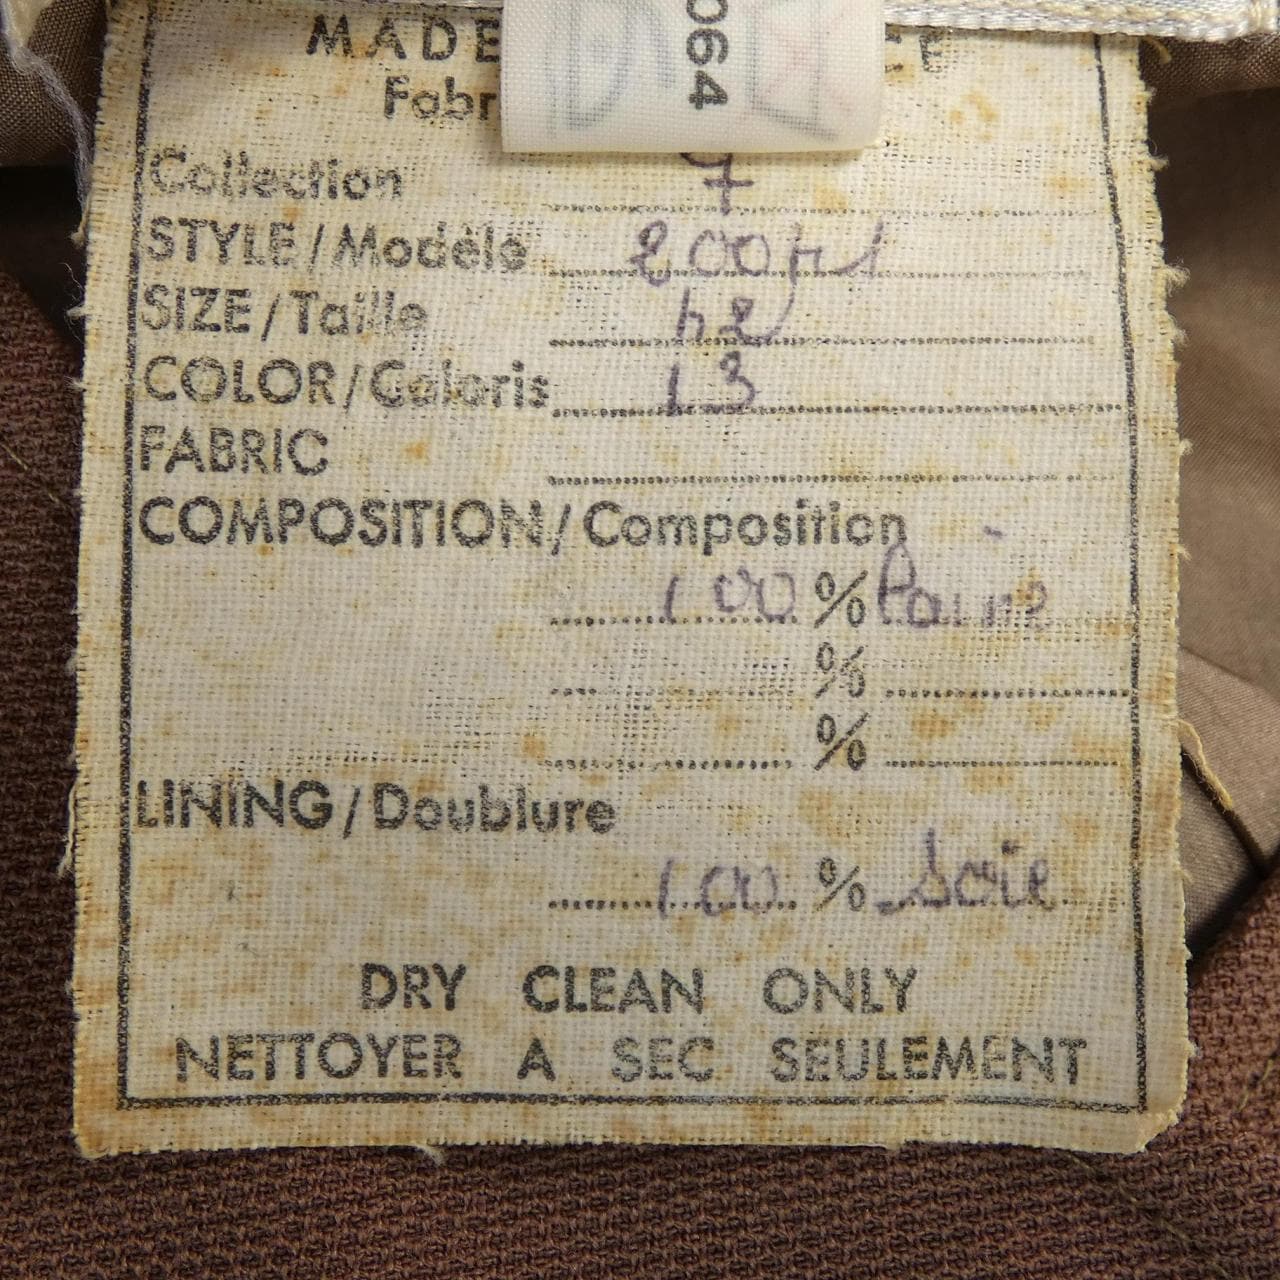 MADE
Fabr
064
Collection
STYLE/Modèle
SIZE/Taille 42
COLOR/Coloris 13
FABRIC
COMPOSITION/Composition
100 % Laine
%
%
LINING/Doublure
100 % Soie
DRY CLEAN ONLY
NETTOYER A SEC SEULEMENT